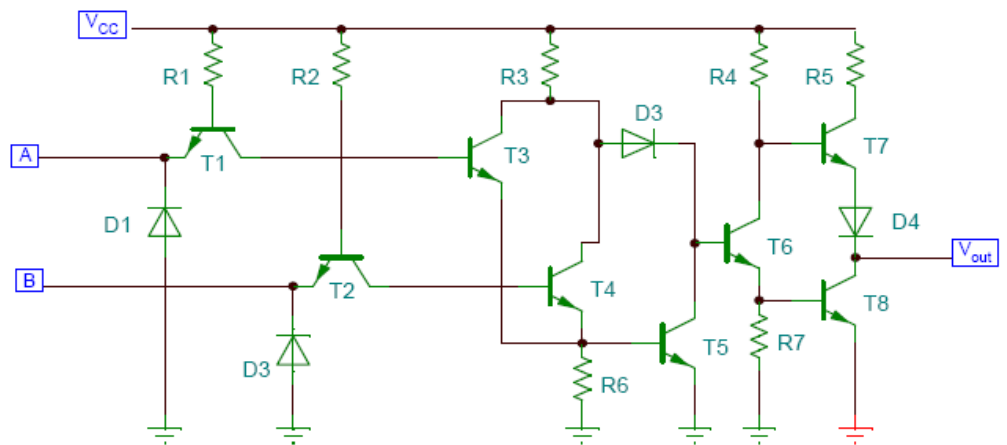 VCC
R1
R2
R3
R4
R5
D3
A
T1
T3
T7
D1
T6
D4
Vout
B
T2
T4
T8
D3
T5
R7
R6